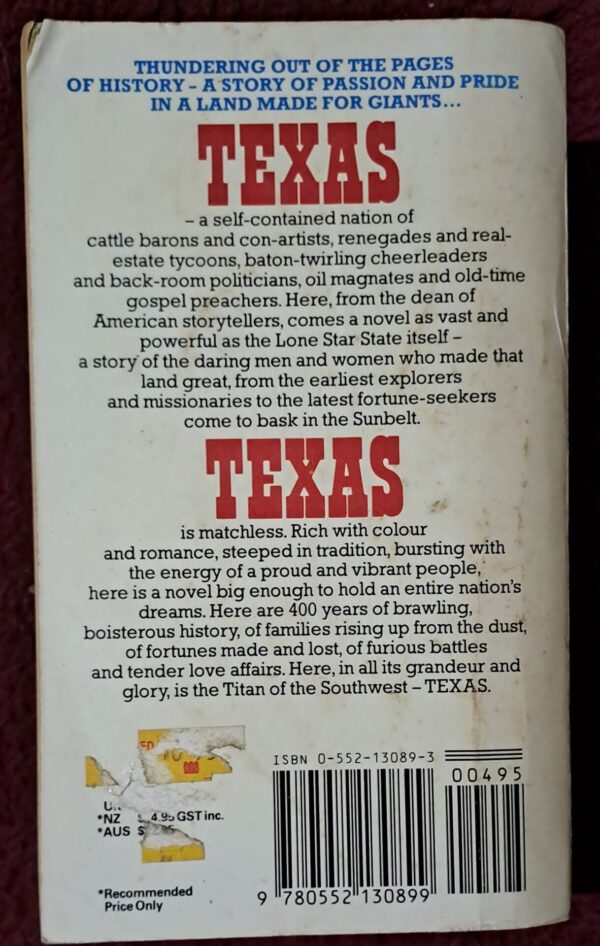 THUNDERING OUT OF THE PAGES
OF HISTORY – A STORY OF PASSION AND PRIDE
IN A LAND MADE FOR GIANTS...
TEXAS
– a self-contained nation of
cattle barons and con-artists, renegades and real-
estate tycoons, baton-twirling cheerleaders
and back-room politicians, oil magnates and old-time
gospel preachers. Here, from the dean of
American storytellers, comes a novel as vast and
powerful as the Lone Star State itself –
a story of the daring men and women who made that
land great, from the earliest explorers
and missionaries to the latest fortune-seekers
come to bask in the Sunbelt.
TEXAS
is matchless. Rich with colour
and romance, steeped in tradition, bursting with
the energy of a proud and vibrant people,
here is a novel big enough to hold an entire nation's
dreams. Here are 400 years of brawling,
boisterous history, of families rising up from the dust,
of fortunes made and lost, of furious battles
and tender love affairs. Here, in all its grandeur and
glory, is the Titan of the Southwest – TEXAS.
ISBN 0-552-13089-3
00495
*NZ 4.95 GST inc.
*AUS $
*Recommended
Price Only
9 780552 130899